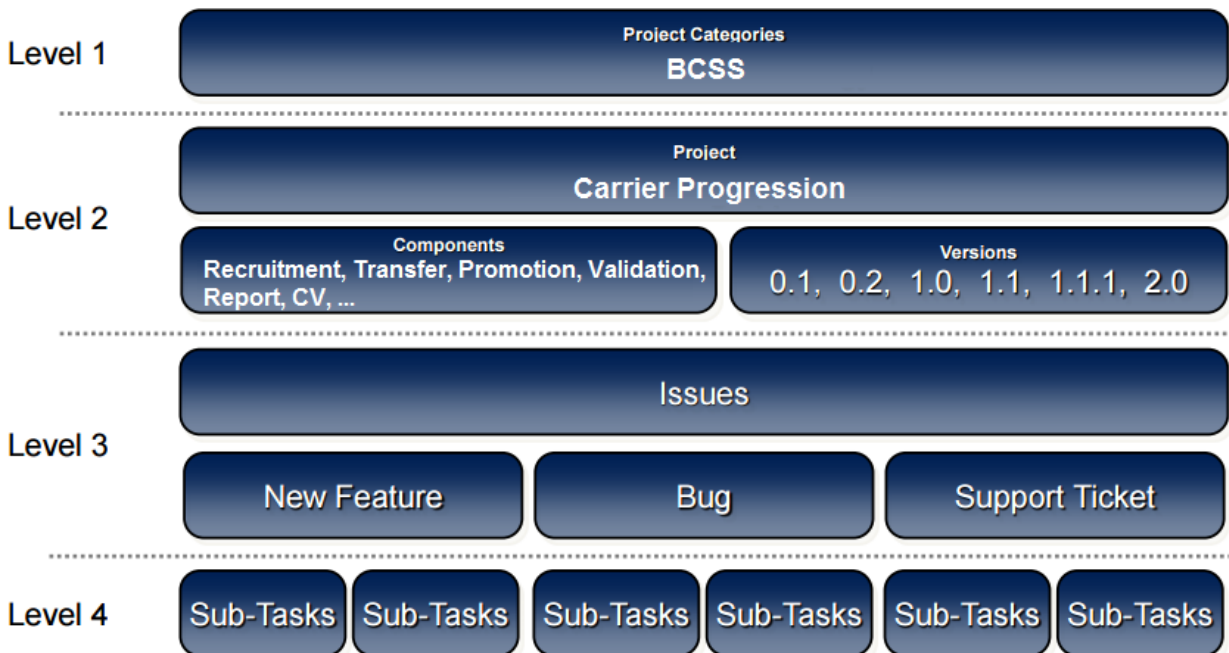 Level 1
Project Categories
BCSS
Level 2
Project
Carrier Progression
Components
Recruitment, Transfer, Promotion, Validation,
Report, CV, ...
Versions
0.1, 0.2, 1.0, 1.1, 1.1.1, 2.0
Level 3
Issues
New Feature
Bug
Support Ticket
Level 4
Sub-Tasks
Sub-Tasks
Sub-Tasks
Sub-Tasks
Sub-Tasks
Sub-Tasks